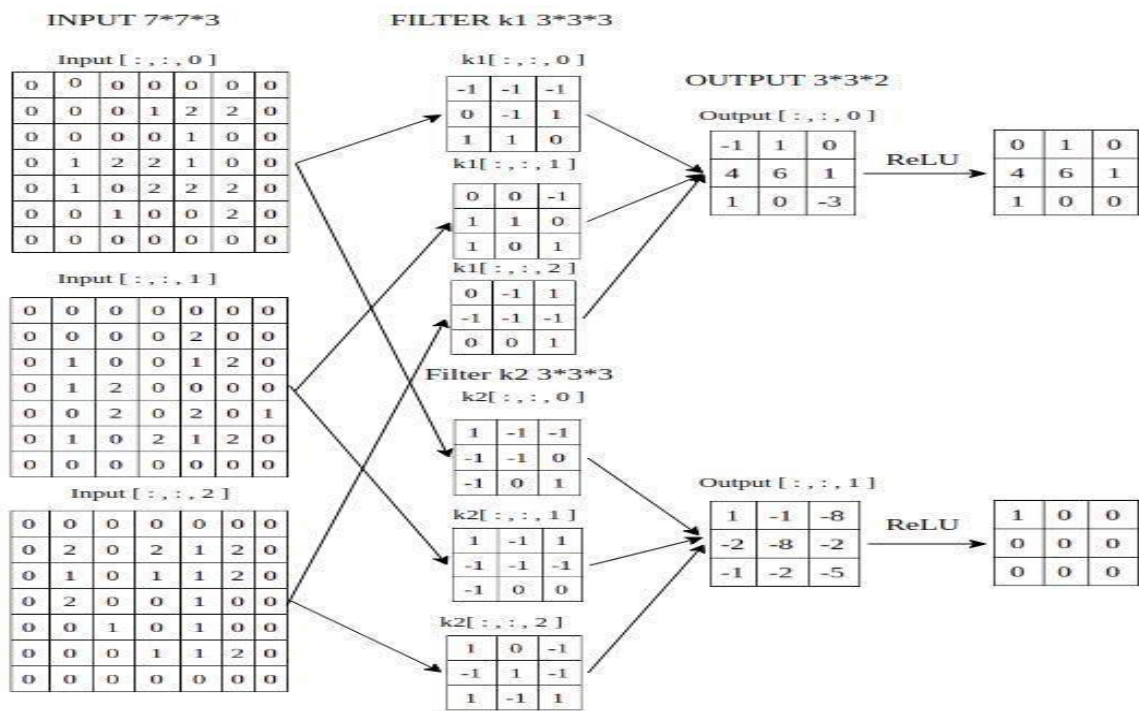 INPUT 7*7*3
Input [ : , : , 0 ]
0 0 0 0 0 0 0
0 0 0 1 2 2 0
0 0 0 0 1 0 0
0 1 2 2 1 0 0
0 1 0 2 2 2 0
0 0 1 0 0 2 0
0 0 0 0 0 0 0
Input [ : , : , 1 ]
0 0 0 0 0 0 0
0 0 0 0 2 0 0
0 1 0 0 1 2 0
0 1 2 0 0 0 0
0 0 2 0 2 0 1
0 1 0 2 1 2 0
0 0 0 0 0 0 0
Input [ : , : , 2 ]
0 0 0 0 0 0 0
0 2 0 2 1 2 0
0 1 0 1 1 2 0
0 2 0 0 1 0 0
0 0 1 0 1 0 0
0 0 0 1 1 2 0
0 0 0 0 0 0 0
FILTER k1 3*3*3
k1[ : , : , 0 ]
-1 -1 -1
0 -1 1
1 1 0
k1[ : , : , 1 ]
0 0 -1
1 1 0
1 0 1
k1[ : , : , 2 ]
0 -1 1
-1 -1 -1
0 0 1
Filter k2 3*3*3
k2[ : , : , 0 ]
1 -1 -1
-1 -1 0
-1 0 1
k2[ : , : , 1 ]
1 -1 1
-1 -1 -1
-1 0 0
k2[ : , : , 2 ]
1 0 -1
-1 1 -1
1 -1 1
OUTPUT 3*3*2
Output [ : , : , 0 ]
-1 1 0
4 6 1
1 0 -3
ReLU
0 1 0
4 6 1
1 0 0
Output [ : , : , 1 ]
1 -1 -8
-2 -8 -2
-1 -2 -5
ReLU
1 0 0
0 0 0
0 0 0